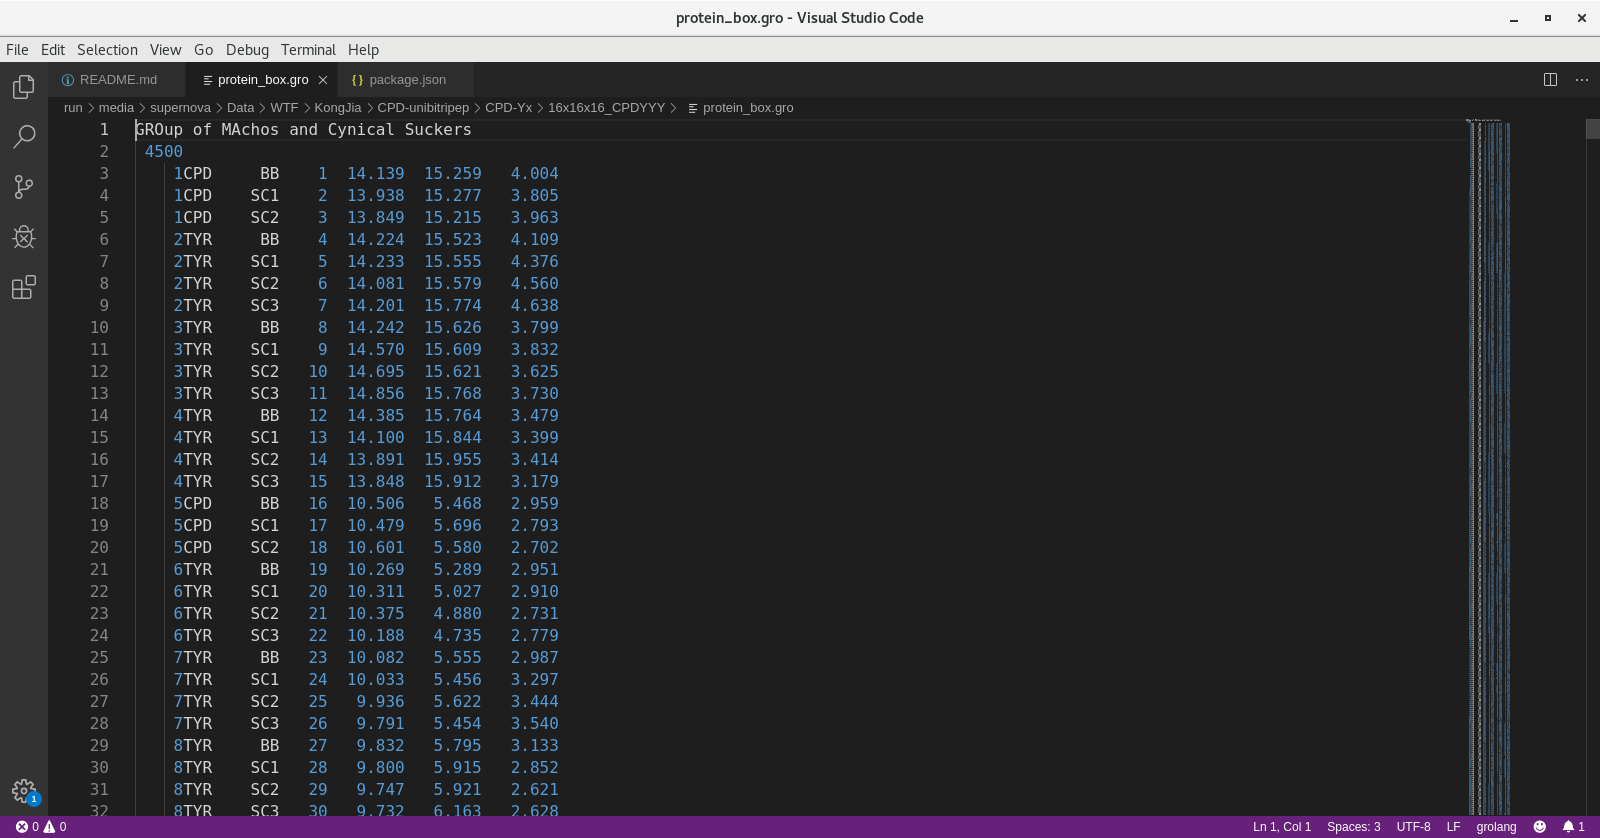 protein_box.gro - Visual Studio Code
File Edit Selection View Go Debug Terminal Help
README.md protein_box.gro package.json
run media supernova Data WTF KongJia CPD-unibitripep CPD-Yx 16x16x16_CPDYYY protein_box.gro
1 GROup of MAchos and Cynical Suckers
2 4500
3 1CPD BB 1 14.139 15.259 4.004
4 1CPD SC1 2 13.938 15.277 3.805
5 1CPD SC2 3 13.849 15.215 3.963
6 2TYR BB 4 14.224 15.523 4.109
7 2TYR SC1 5 14.233 15.555 4.376
8 2TYR SC2 6 14.081 15.579 4.560
9 2TYR SC3 7 14.201 15.774 4.638
10 3TYR BB 8 14.242 15.626 3.799
11 3TYR SC1 9 14.570 15.609 3.832
12 3TYR SC2 10 14.695 15.621 3.625
13 3TYR SC3 11 14.856 15.768 3.730
14 4TYR BB 12 14.385 15.764 3.479
15 4TYR SC1 13 14.100 15.844 3.399
16 4TYR SC2 14 13.891 15.955 3.414
17 4TYR SC3 15 13.848 15.912 3.179
18 5CPD BB 16 10.506 5.468 2.959
19 5CPD SC1 17 10.479 5.696 2.793
20 5CPD SC2 18 10.601 5.580 2.702
21 6TYR BB 19 10.269 5.289 2.951
22 6TYR SC1 20 10.311 5.027 2.910
23 6TYR SC2 21 10.375 4.880 2.731
24 6TYR SC3 22 10.188 4.735 2.779
25 7TYR BB 23 10.082 5.555 2.987
26 7TYR SC1 24 10.033 5.456 3.297
27 7TYR SC2 25 9.936 5.622 3.444
28 7TYR SC3 26 9.791 5.454 3.540
29 8TYR BB 27 9.832 5.795 3.133
30 8TYR SC1 28 9.800 5.915 2.852
31 8TYR SC2 29 9.747 5.921 2.621
32 8TYR SC3 30 9.732 6.163 2.628
1
0 0 Ln 1, Col 1 Spaces: 3 UTF-8 LF grolang 1